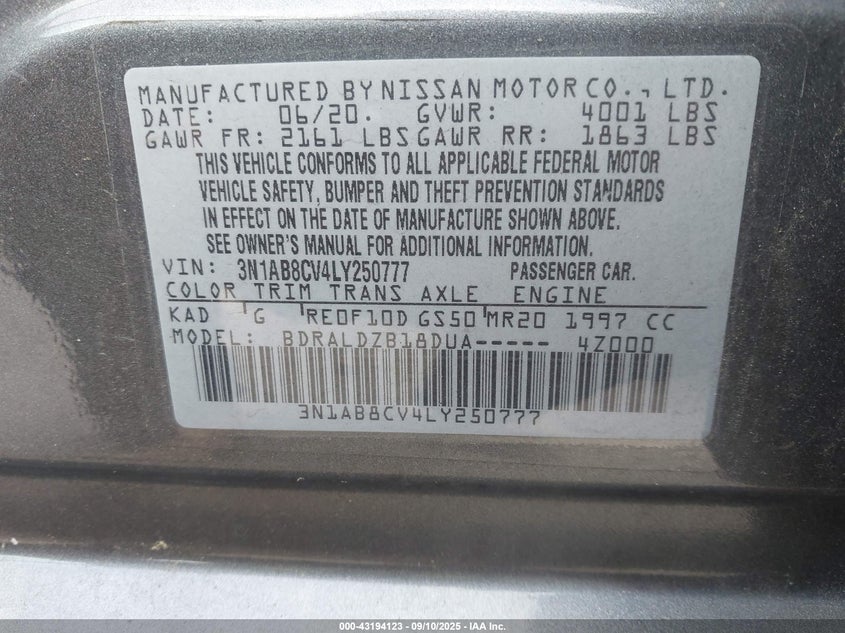 MANUFACTURED BY NISSAN MOTOR CO., LTD.
DATE: 06/20. GVWR: 4001 LBS
GAWR FR: 2161 LBS GAWR RR: 1863 LBS
THIS VEHICLE CONFORMS TO ALL APPLICABLE FEDERAL MOTOR
VEHICLE SAFETY, BUMPER AND THEFT PREVENTION STANDARDS
IN EFFECT ON THE DATE OF MANUFACTURE SHOWN ABOVE.
SEE OWNER'S MANUAL FOR ADDITIONAL INFORMATION.
VIN: 3N1AB8CV4LY250777 PASSENGER CAR.
COLOR TRIM TRANS AXLE ENGINE
KAD G RE0F10D GS50 MR20 1997 CC
MODEL: BDRALDZB18DUA----- 4Z000
3N1AB8CV4LY250777
000-43194123 — 09/10/2025 — IAA Inc.